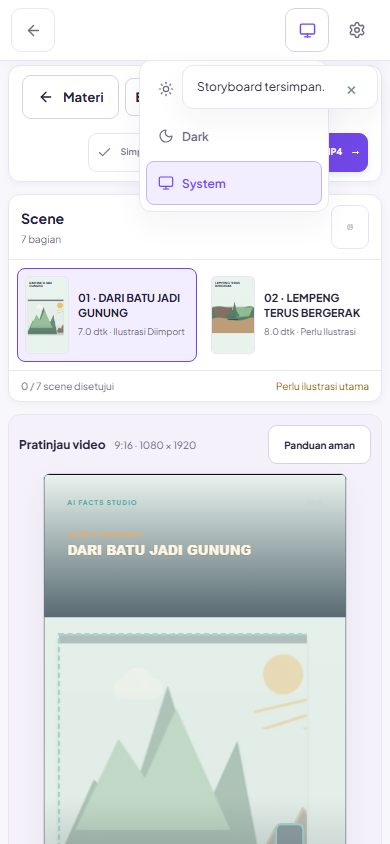 Storyboard tersimpan.
Materi
Dark
System
Scene
7 bagian
01 · DARI BATU JADI
GUNUNG
7.0 dtk · Ilustrasi Diimport
02 · LEMPENG
TERUS BERGERAK
8.0 dtk · Perlu Ilustrasi
0 / 7 scene disetujui
Perlu ilustrasi utama
Pratinjau video
9:16 · 1080 × 1920
Panduan aman
AI FACTS STUDIO
DARI BATU JADI GUNUNG